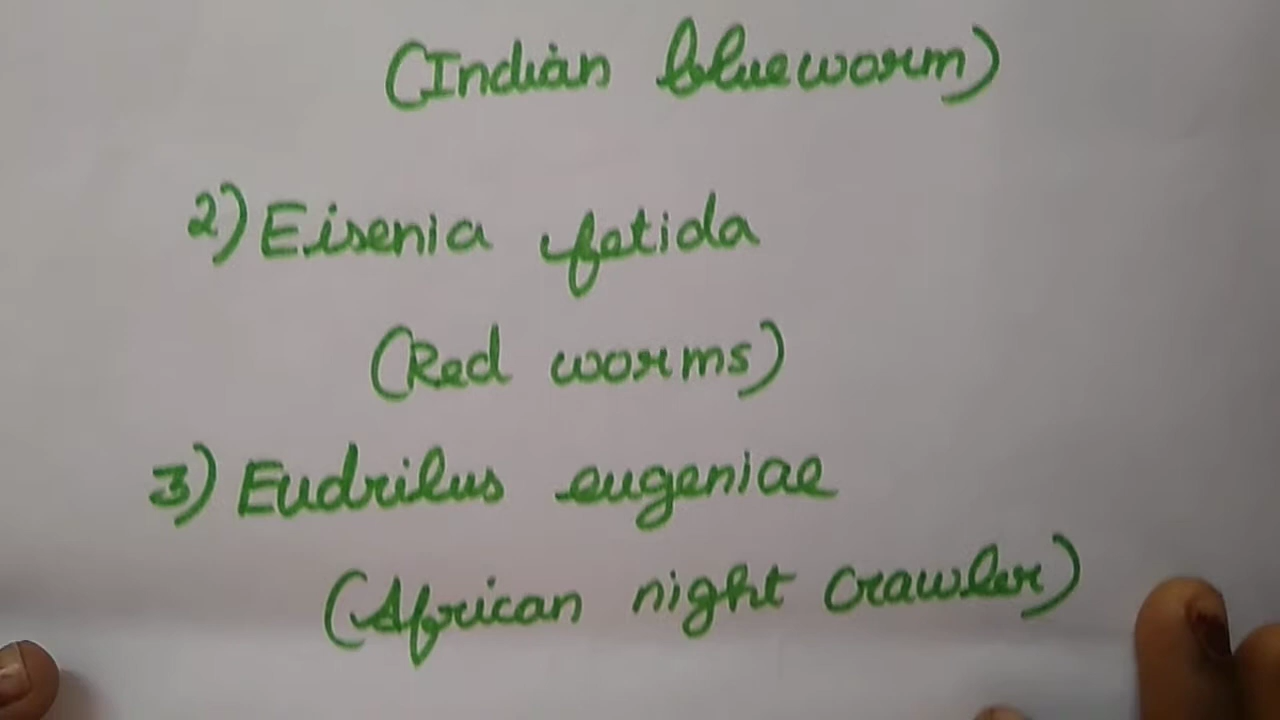 (Indian blueworm)
2) Eisenia fetida
(Red worms)
3) Eudrilus eugeniae
(African night crawler)